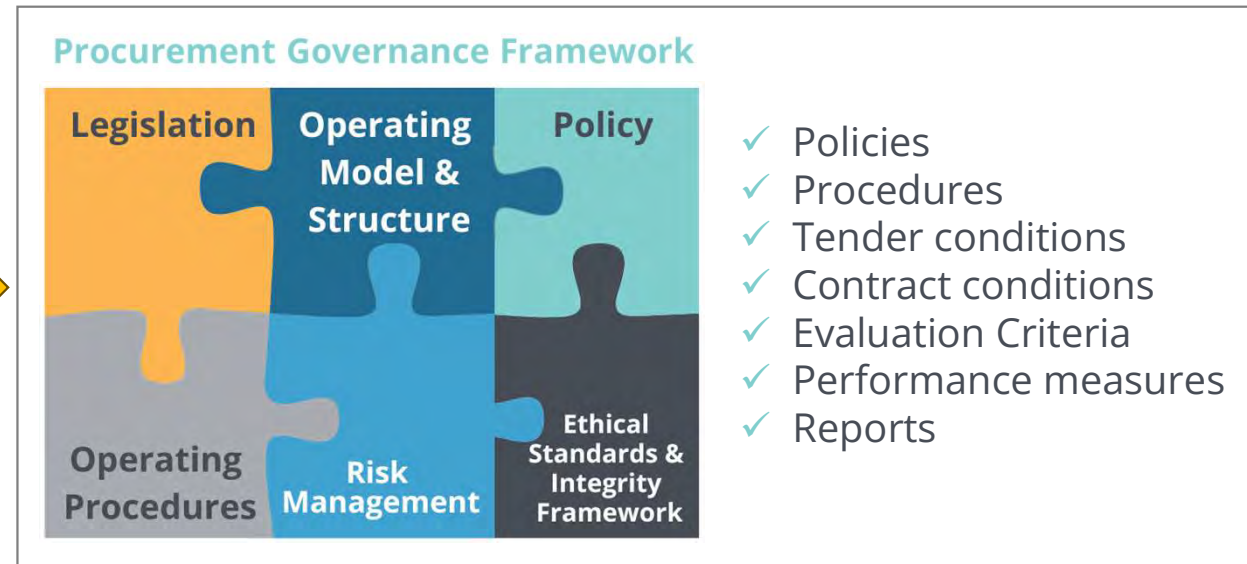 Procurement Governance Framework
Legislation
Operating
Model &
Structure
Policy
Operating
Procedures
Risk
Management
Ethical
Standards &
Integrity
Framework
✓ Policies
✓ Procedures
✓ Tender conditions
✓ Contract conditions
✓ Evaluation Criteria
✓ Performance measures
✓ Reports